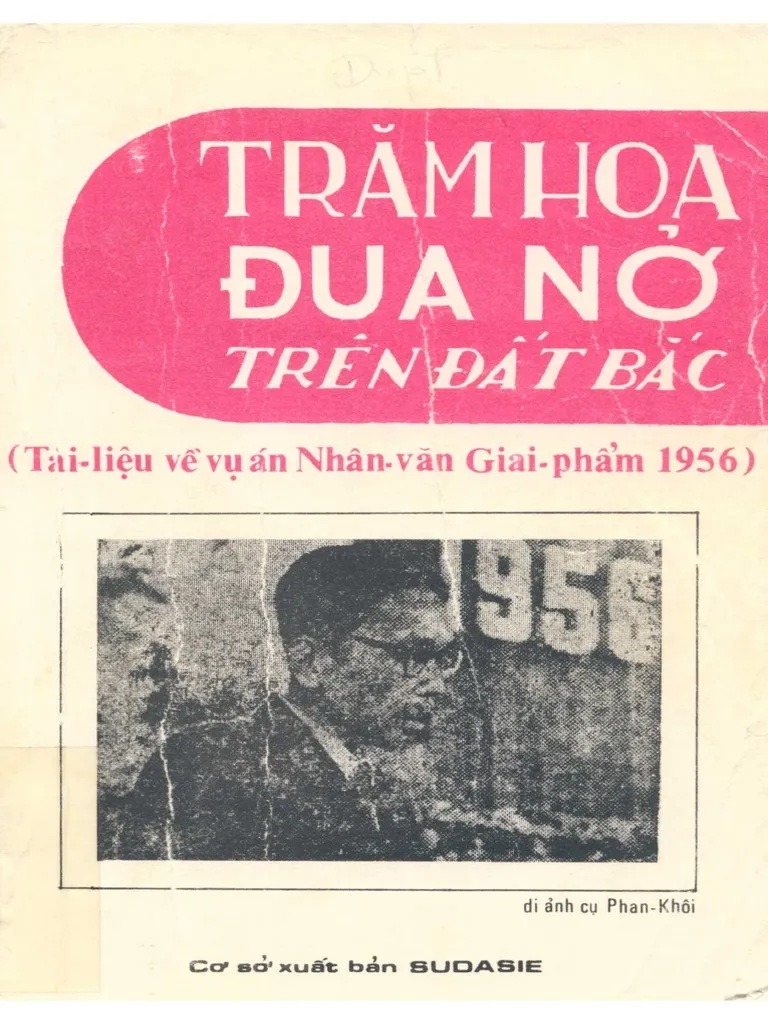 TRĂM HOA
ĐUA NỞ
TRÊN ĐẤT BẮC
(Tài-liệu về vụ án Nhân-văn Giai-phẩm 1956)
1956
di ảnh cụ Phan-Khôi
Cơ sở xuất bản SUDASIE